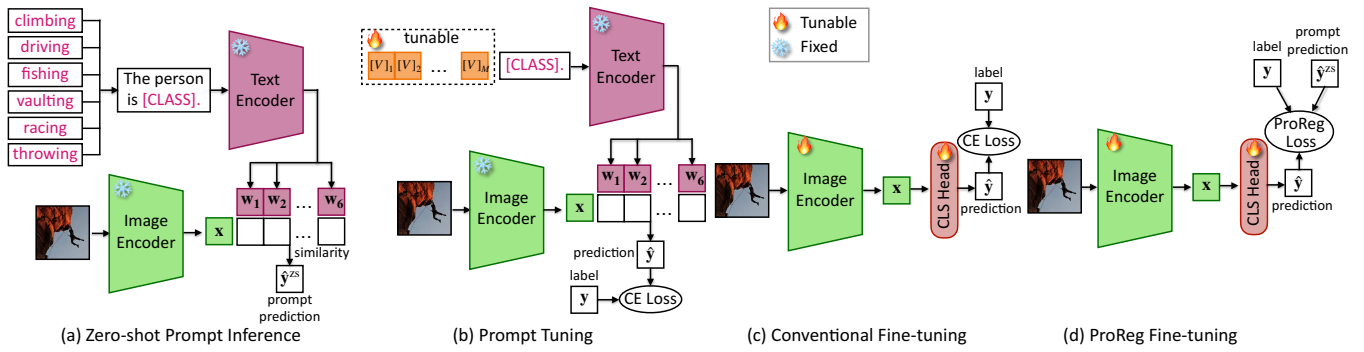 climbing
driving
fishing
vaulting
racing
throwing
The person
is [CLASS].
Text
Encoder
Image
Encoder
x
w1 w2 ... w6
...
similarity
ŷ^ZS
prompt
prediction
(a) Zero-shot Prompt Inference
tunable
[V]1 [V]2 ... [V]M
[CLASS].
Text
Encoder
Image
Encoder
x
w1 w2 ... w6
...
prediction
ŷ
label
y
CE Loss
(b) Prompt Tuning
Tunable
Fixed
Image
Encoder
x
CLS Head
label
y
CE Loss
ŷ
prediction
(c) Conventional Fine-tuning
Image
Encoder
x
CLS Head
label
y
prompt
prediction
ŷ^ZS
ProReg
Loss
ŷ
prediction
(d) ProReg Fine-tuning